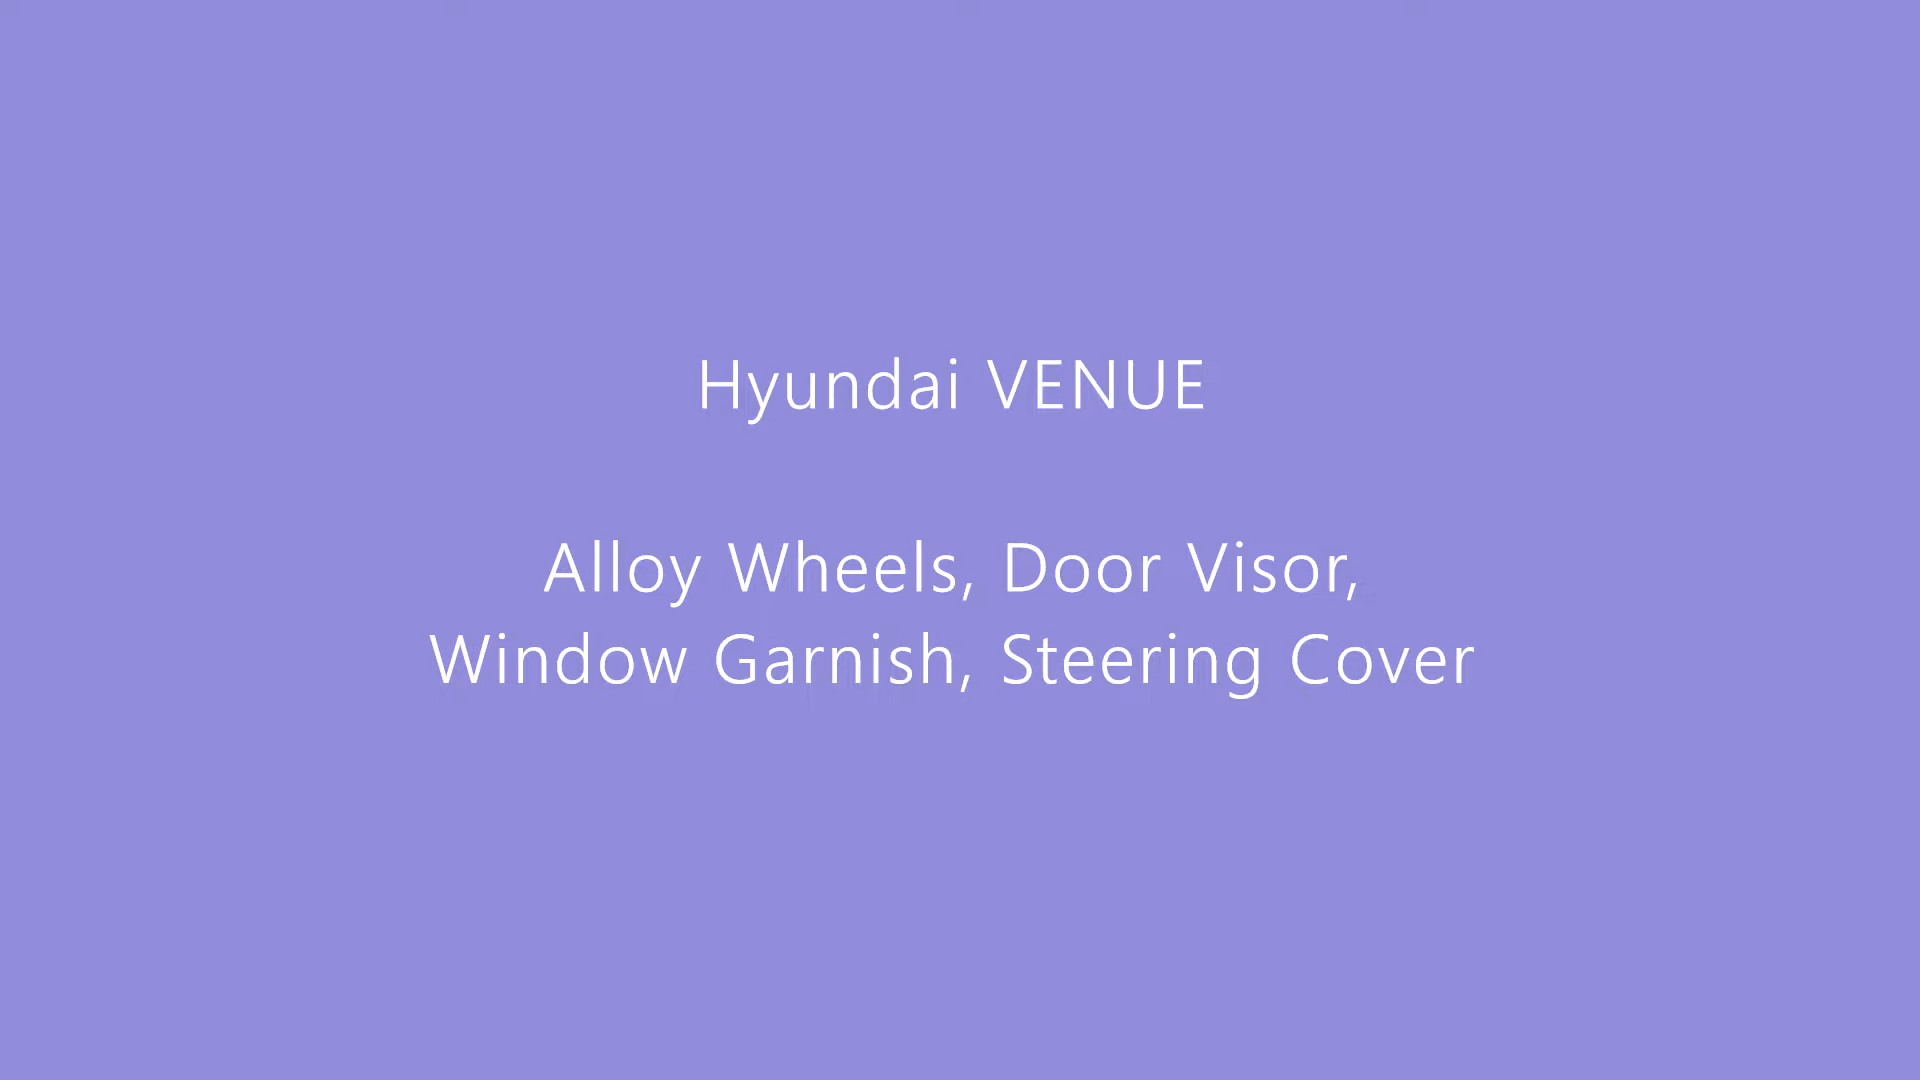 Hyundai VENUE
Alloy Wheels, Door Visor,
Window Garnish, Steering Cover